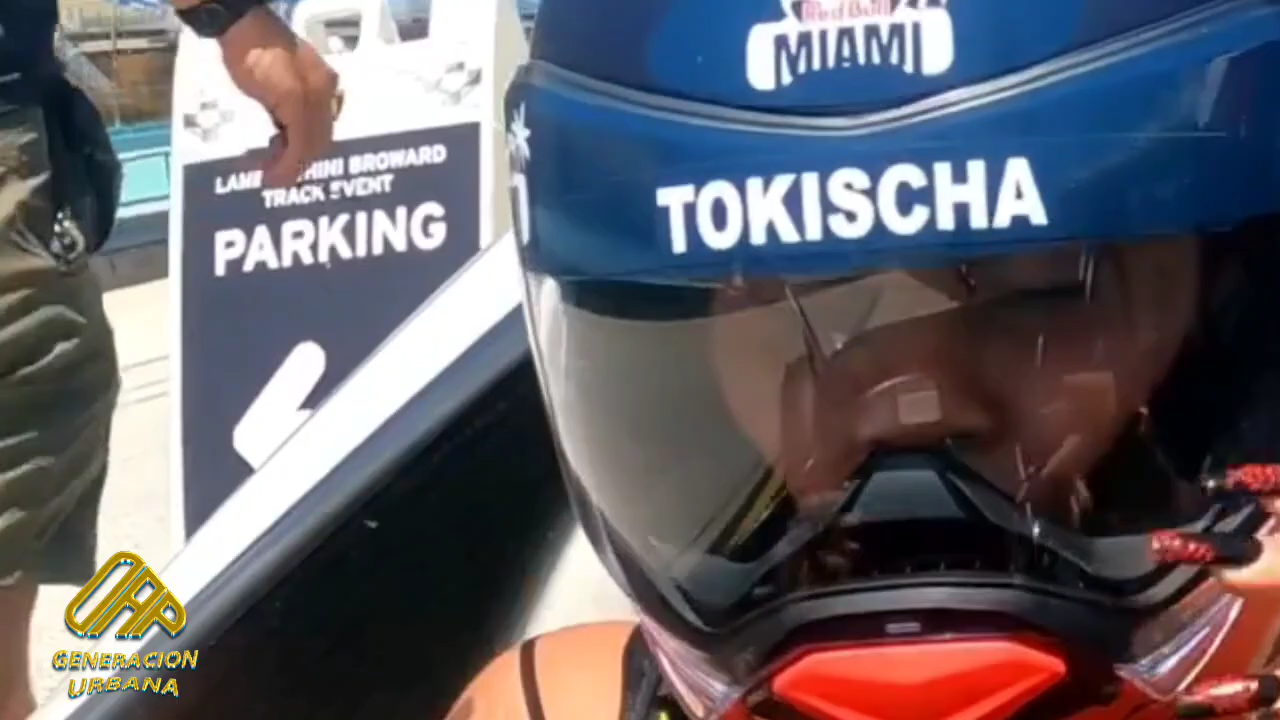 Red Bull
MIAMI
TOKISCHA
BROWARD
TRACK EVENT
PARKING
GENERACION
URBANA